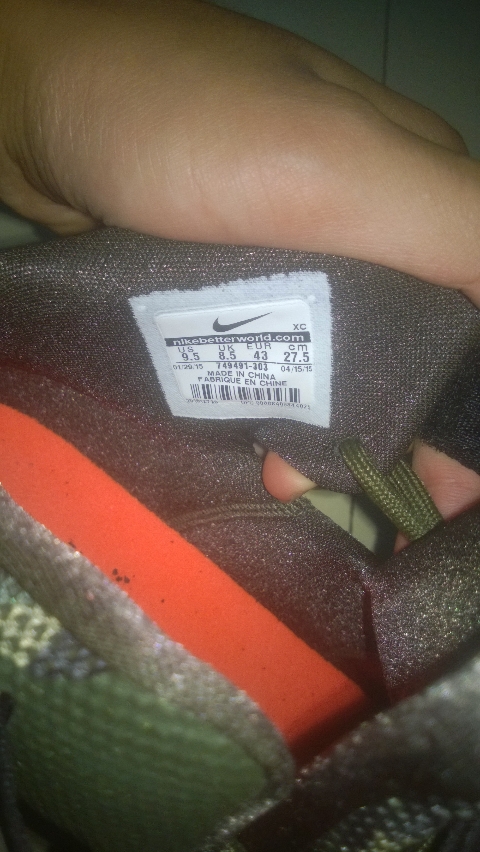 XC
nikebetterworld.com
US UK EUR cm
9.5 8.5 43 27.5
01/29/15 749491-303 04/15/15
MADE IN CHINA
FABRIQUE EN CHINE